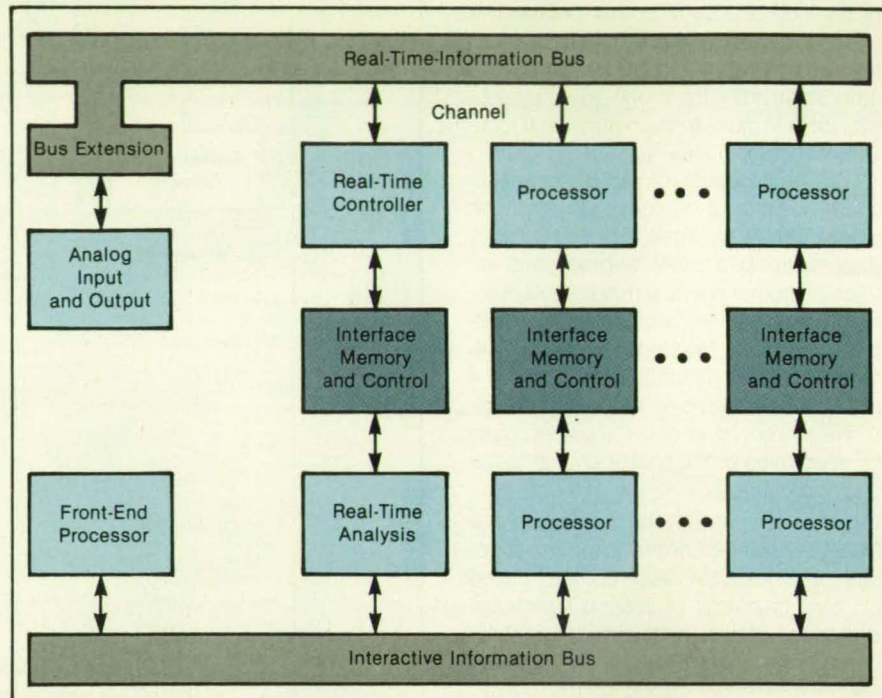 Real-Time-Information Bus
Channel
Bus Extension
Real-Time
Controller
Processor
Processor
Analog
Input
and Output
Interface
Memory
and Control
Interface
Memory
and Control
Interface
Memory
and Control
Front-End
Processor
Real-Time
Analysis
Processor
Processor
Interactive Information Bus